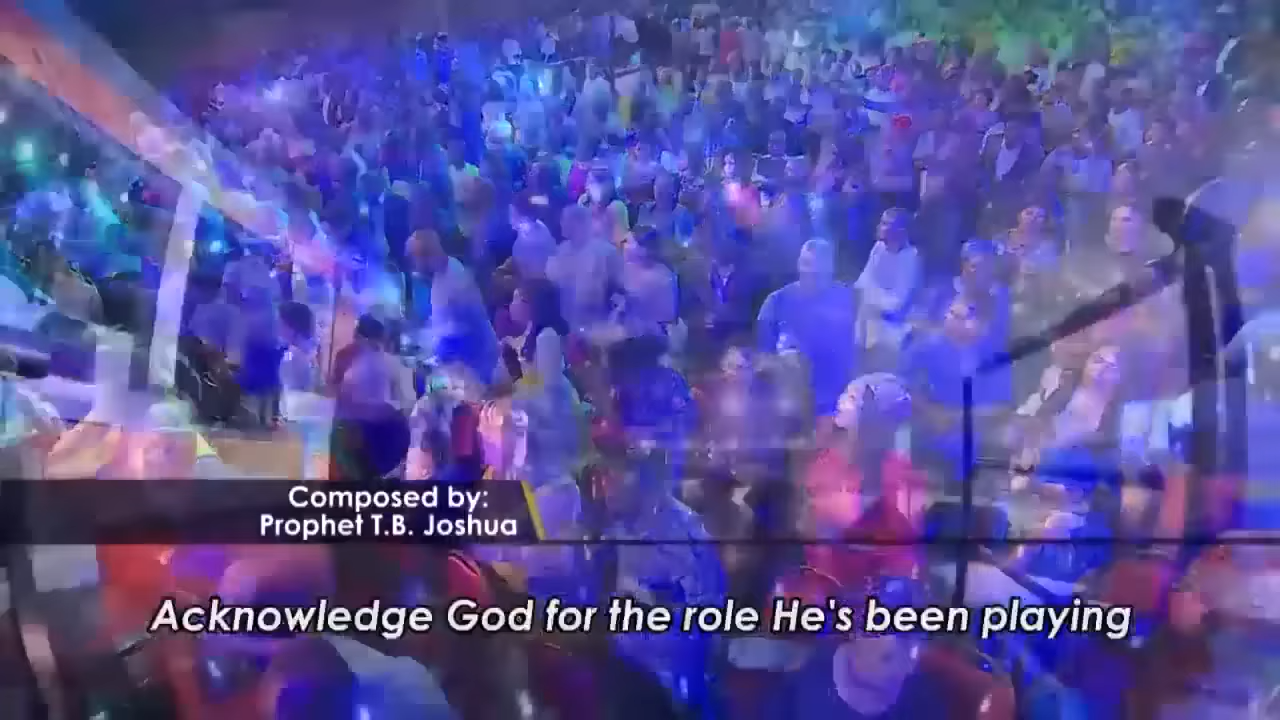 Composed by:
Prophet T.B. Joshua
Acknowledge God for the role He's been playing